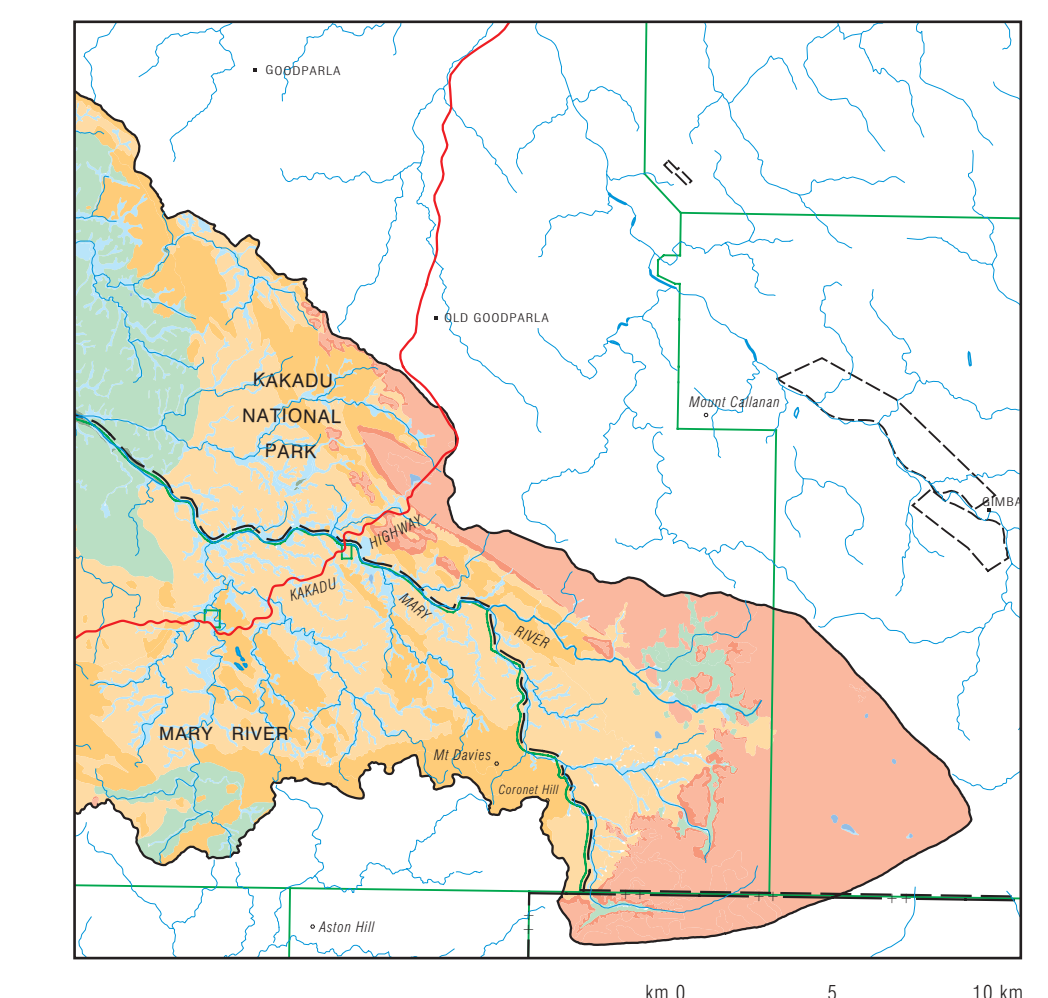 GOODPARLA
OLD GOODPARLA
KAKADU
NATIONAL
PARK
Mount Callanan
GIMBA
HIGHWAY
KAKADU
MARY
RIVER
MARY RIVER
Mt Davies
Coronet Hill
Aston Hill
km 0 5 10 km